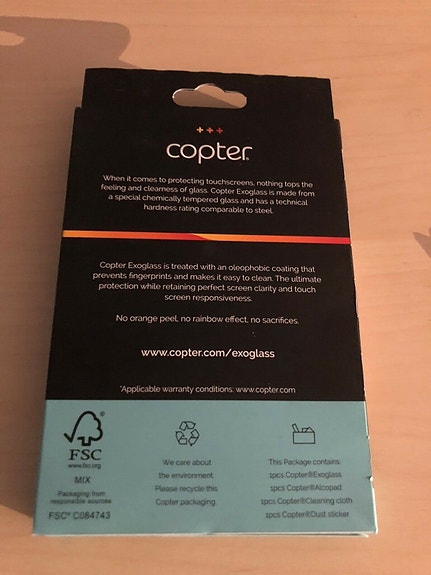 copter®
When it comes to protecting touchscreens, nothing tops the
feeling and clearness of glass. Copter Exoglass is made from
a special chemically tempered glass and has a technical
hardness rating comparable to steel.
Copter Exoglass is treated with an oleophobic coating that
prevents fingerprints and makes it easy to clean. The ultimate
protection while retaining perfect screen clarity and touch
screen responsiveness.
No orange peel, no rainbow effect, no sacrifices.
www.copter.com/exoglass
*Applicable warranty conditions: www.copter.com
FSC
www.fsc.org
MIX
Packaging from
responsible sources
FSC® C084743
We care about
the environment.
Please recycle this
Copter packaging.
This Package contains:
1pcs Copter®Exoglass
1pcs Copter®Alcopad
1pcs Copter®Cleaning cloth
1pcs Copter®Dust sticker